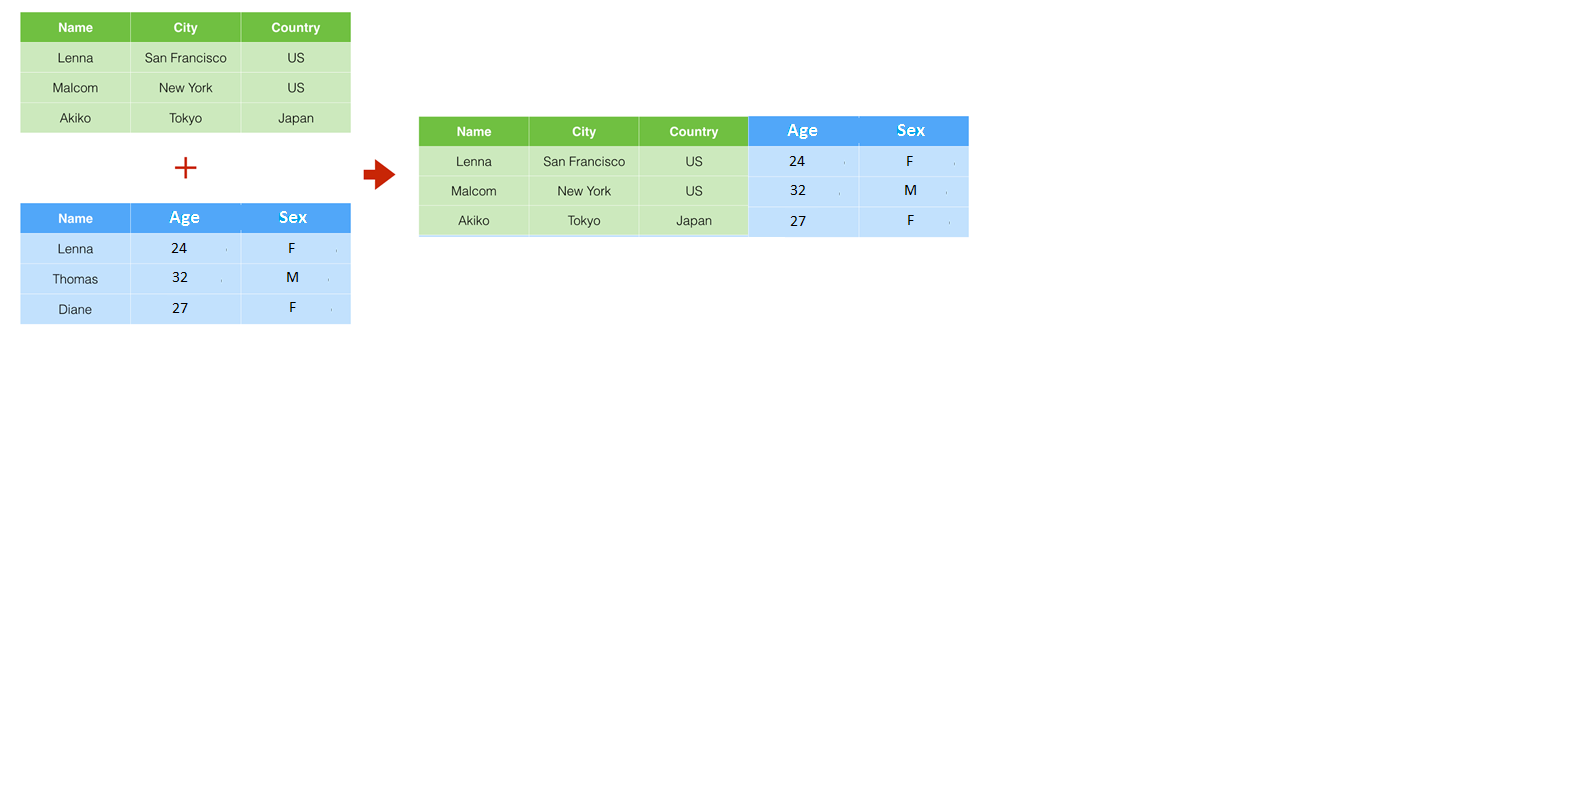 Name City Country
Lenna San Francisco US
Malcom New York US
Akiko Tokyo Japan
+
Name Age Sex
Lenna 24 F
Thomas 32 M
Diane 27 F
Name City Country Age Sex
Lenna San Francisco US 24 F
Malcom New York US 32 M
Akiko Tokyo Japan 27 F